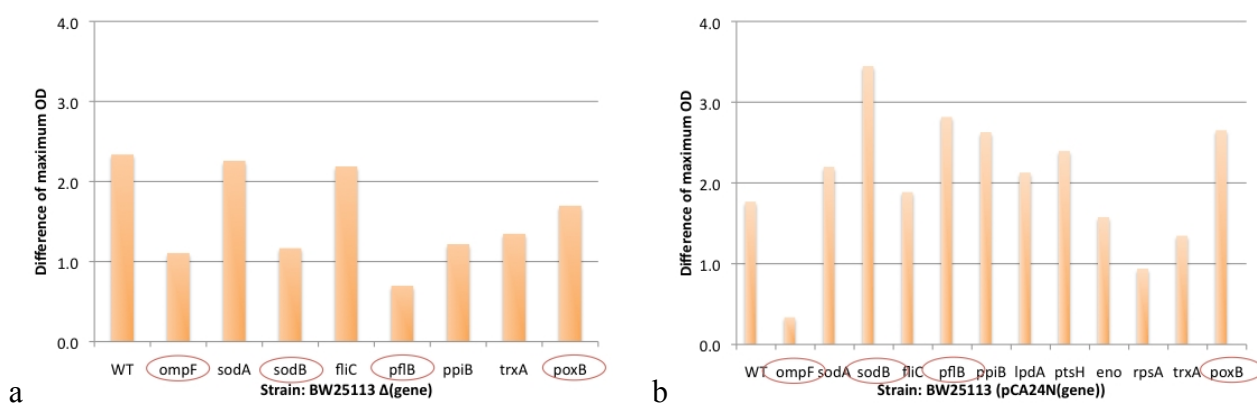 4.0
3.0
2.0
1.0
0.0
Difference of maximum OD
WT ompF sodA sodB fliC pflB ppiB trxA poxB
Strain: BW25113 Δ(gene)
a
4.0
3.0
2.0
1.0
0.0
Difference of maximum OD
WT ompF sodA sodB fliC pflB ppiB lpdA ptsH eno rpsA trxA poxB
Strain: BW25113 (pCA24N(gene))
b